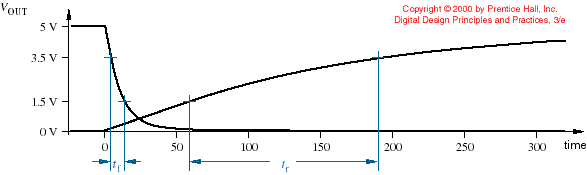 Copyright © 2000 by Prentice Hall, Inc.
Digital Design Principles and Practices, 3/e
VOUT
5 V
3.5 V
1.5 V
0 V
0 50 100 150 200 250 300 time
tf tr